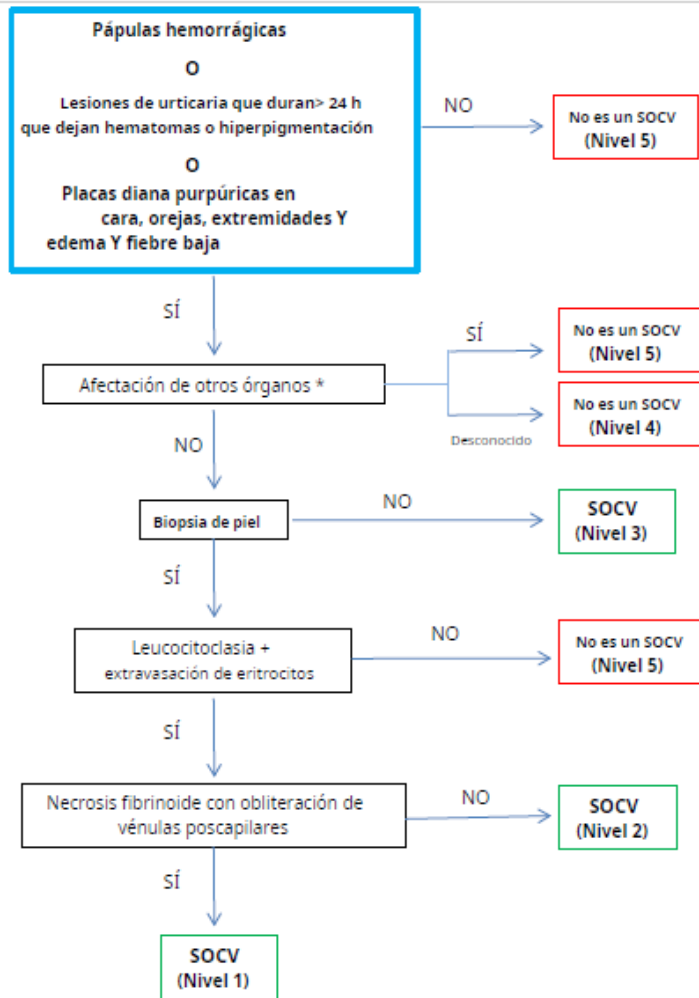 Pápulas hemorrágicas
O
Lesiones de urticaria que duran> 24 h
que dejan hematomas o hiperpigmentación
O
Placas diana purpúricas en
cara, orejas, extremidades Y
edema Y fiebre baja
NO
No es un SOCV
(Nivel 5)
SÍ
Afectación de otros órganos *
SÍ
No es un SOCV
(Nivel 5)
Desconocido
No es un SOCV
(Nivel 4)
NO
Biopsia de piel
NO
SOCV
(Nivel 3)
SÍ
Leucocitoclasia +
extravasación de eritrocitos
NO
No es un SOCV
(Nivel 5)
SÍ
Necrosis fibrinoide con obliteración de
vénulas poscapilares
NO
SOCV
(Nivel 2)
SÍ
SOCV
(Nivel 1)